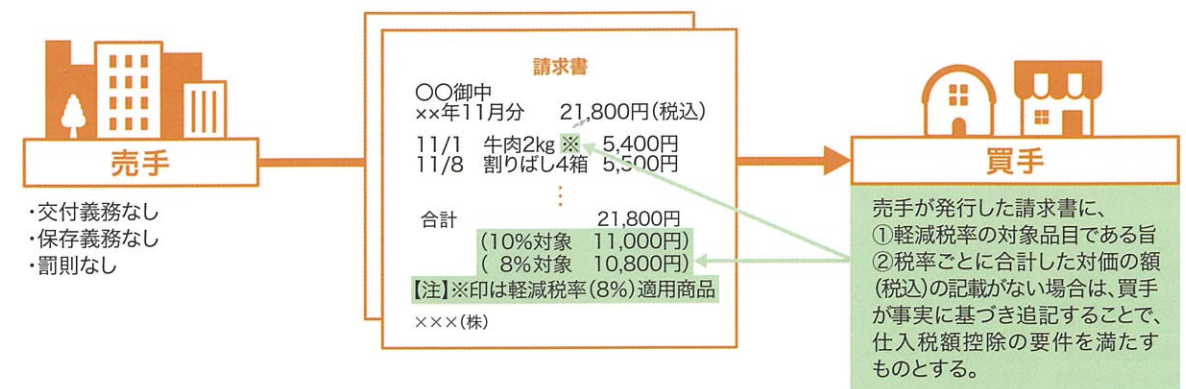 売手
・交付義務なし
・保存義務なし
・罰則なし
請求書
〇〇御中
××年11月分 21,800円(税込)
11/1 牛肉2kg ※ 5,400円
11/8 割りばし4箱 5,500円
⋮
合計 21,800円
(10%対象 11,000円)
( 8%対象 10,800円)
【注】※印は軽減税率(8%)適用商品
×××(株)
買手
売手が発行した請求書に、
①軽減税率の対象品目である旨
②税率ごとに合計した対価の額
(税込)の記載がない場合は、買手
が事実に基づき追記することで、
仕入税額控除の要件を満たす
ものとする。